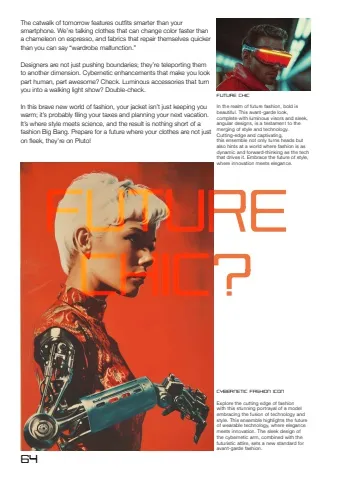 The catwalk of tomorrow features outfits smarter than your
smartphone. We're talking clothes that can change color faster than
a chameleon on espresso, and fabrics that repair themselves quicker
than you can say "wardrobe malfunction."
Designers are not just pushing boundaries; they're teleporting them
to another dimension. Cybernetic enhancements that make you look
part human, part awesome? Check. Luminous accessories that turn
you into a walking light show? Double-check.
In this brave new world of fashion, your jacket isn't just keeping you
warm; it's probably filing your taxes and planning your next vacation.
It's where style meets science, and the result is nothing short of a
fashion Big Bang. Prepare for a future where your clothes are not just
on fleek, they're on Pluto!
FUTURE CHIC
In the realm of future fashion, bold is
beautiful. This avant-garde look,
complete with luminous visors and sleek,
angular designs, is a testament to the
merging of style and technology.
Cutting-edge and captivating,
this ensemble not only turns heads but
also hints at a world where fashion is as
dynamic and forward-thinking as the tech
that drives it. Embrace the future of style,
where innovation meets elegance.
FUTURE
CHIC?
CYBERNETIC FASHION ICON
Explore the cutting edge of fashion
with this stunning portrayal of a model
embracing the fusion of technology and
style. This ensemble highlights the future
of wearable technology, where elegance
meets innovation. The sleek design of
the cybernetic arm, combined with the
futuristic attire, sets a new standard for
avant-garde fashion.
64